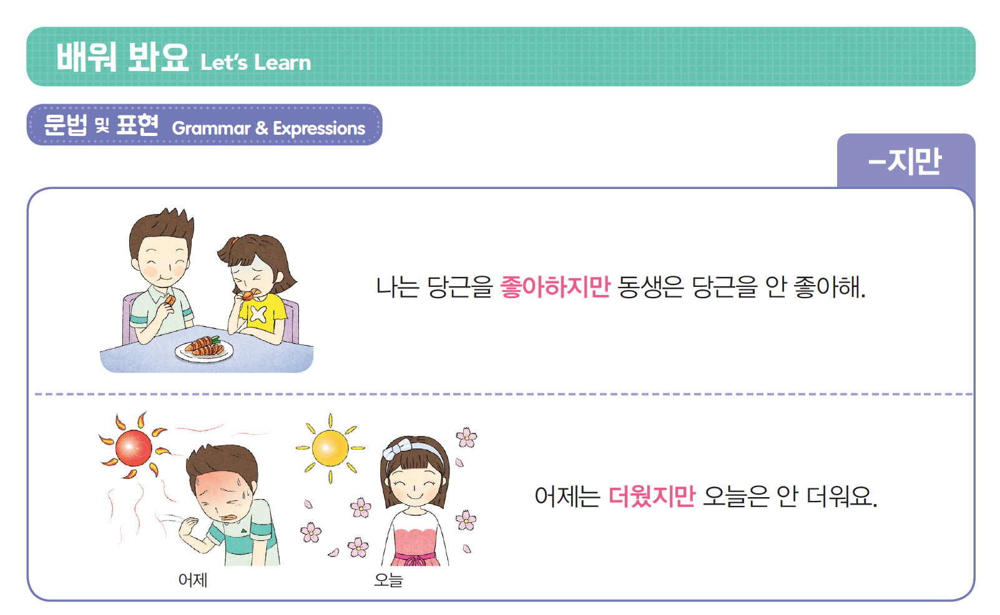 배워 봐요 Let's Learn
문법 및 표현 Grammar & Expressions
-지만
나는 당근을 좋아하지만 동생은 당근을 안 좋아해.
어제는 더웠지만 오늘은 안 더워요.
어제 오늘